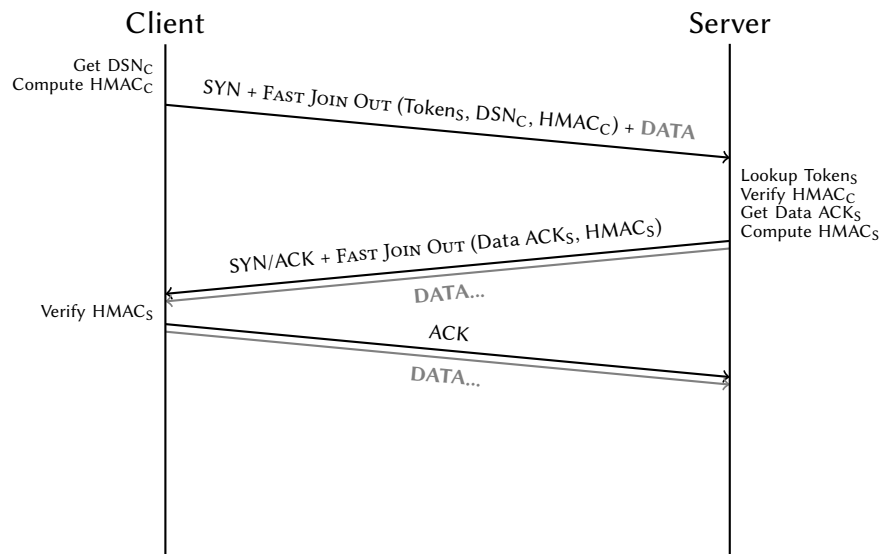 Client
Server
Get DSN_C
Compute HMAC_C
SYN + Fast Join Out (Token_S, DSN_C, HMAC_C) + DATA
Lookup Token_S
Verify HMAC_C
Get Data ACK_S
Compute HMAC_S
SYN/ACK + Fast Join Out (Data ACK_S, HMAC_S)
DATA...
Verify HMAC_S
ACK
DATA...